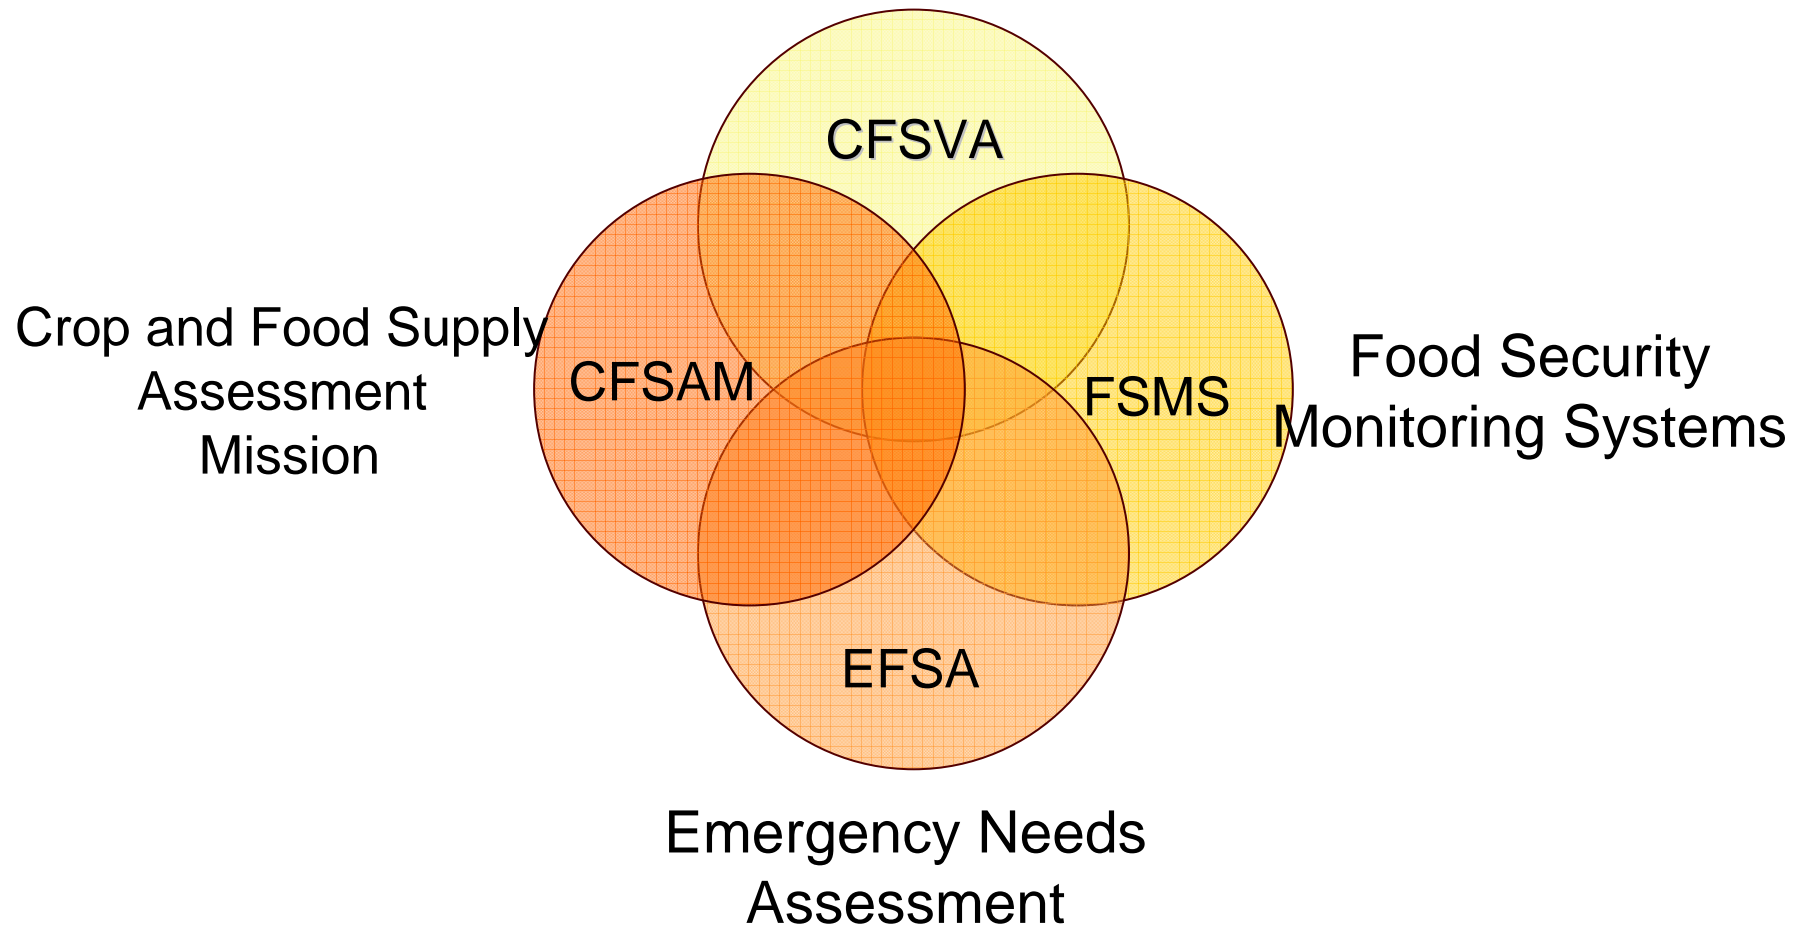 CFSVA
Crop and Food Supply
Assessment
Mission
CFSAM
FSMS
Food Security
Monitoring Systems
EFSA
Emergency Needs
Assessment